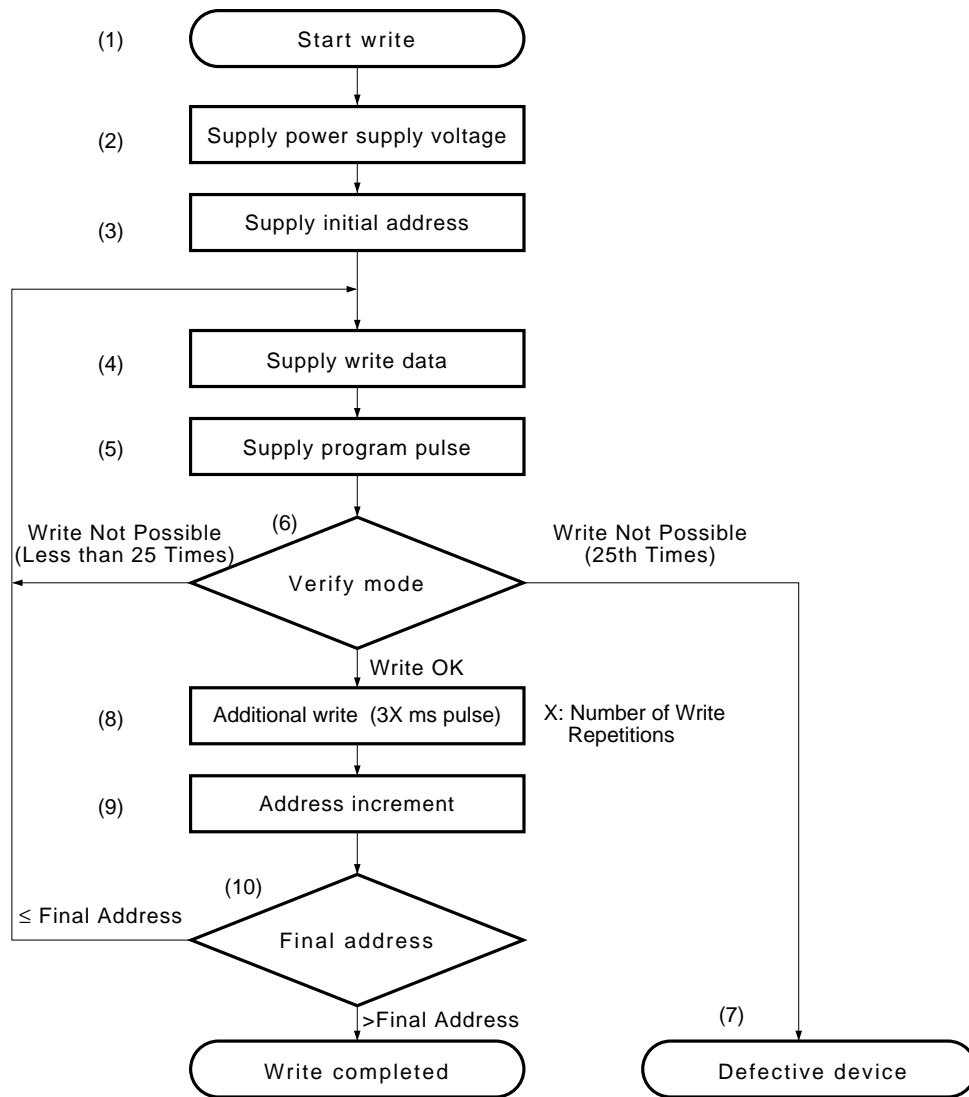 (1)
Start write
(2)
Supply power supply voltage
(3)
Supply initial address
(4)
Supply write data
(5)
Supply program pulse
(6)
Write Not Possible
(Less than 25 Times)
Verify mode
Write Not Possible
(25th Times)
Write OK
(8)
Additional write (3X ms pulse)
X: Number of Write
Repetitions
(9)
Address increment
(10)
≤ Final Address
Final address
>Final Address
(7)
Write completed
Defective device